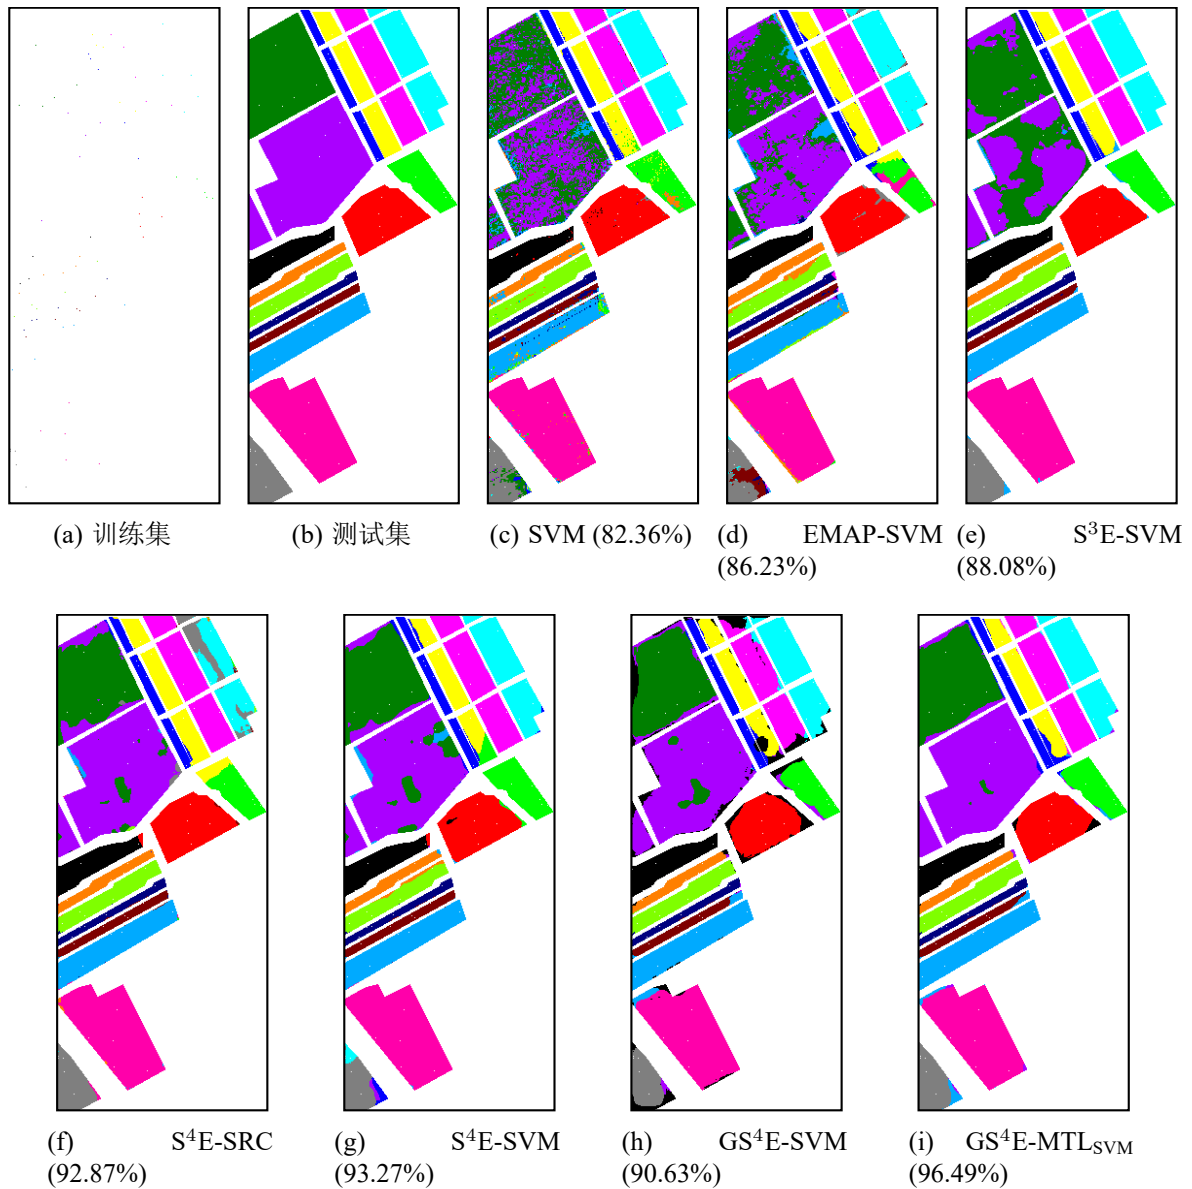 (a) 训练集
(b) 测试集
(c) SVM (82.36%)
(d) EMAP-SVM
(86.23%)
(e) S³E-SVM
(88.08%)
(f) S⁴E-SRC
(92.87%)
(g) S⁴E-SVM
(93.27%)
(h) GS⁴E-SVM
(90.63%)
(i) GS⁴E-MTL_SVM
(96.49%)